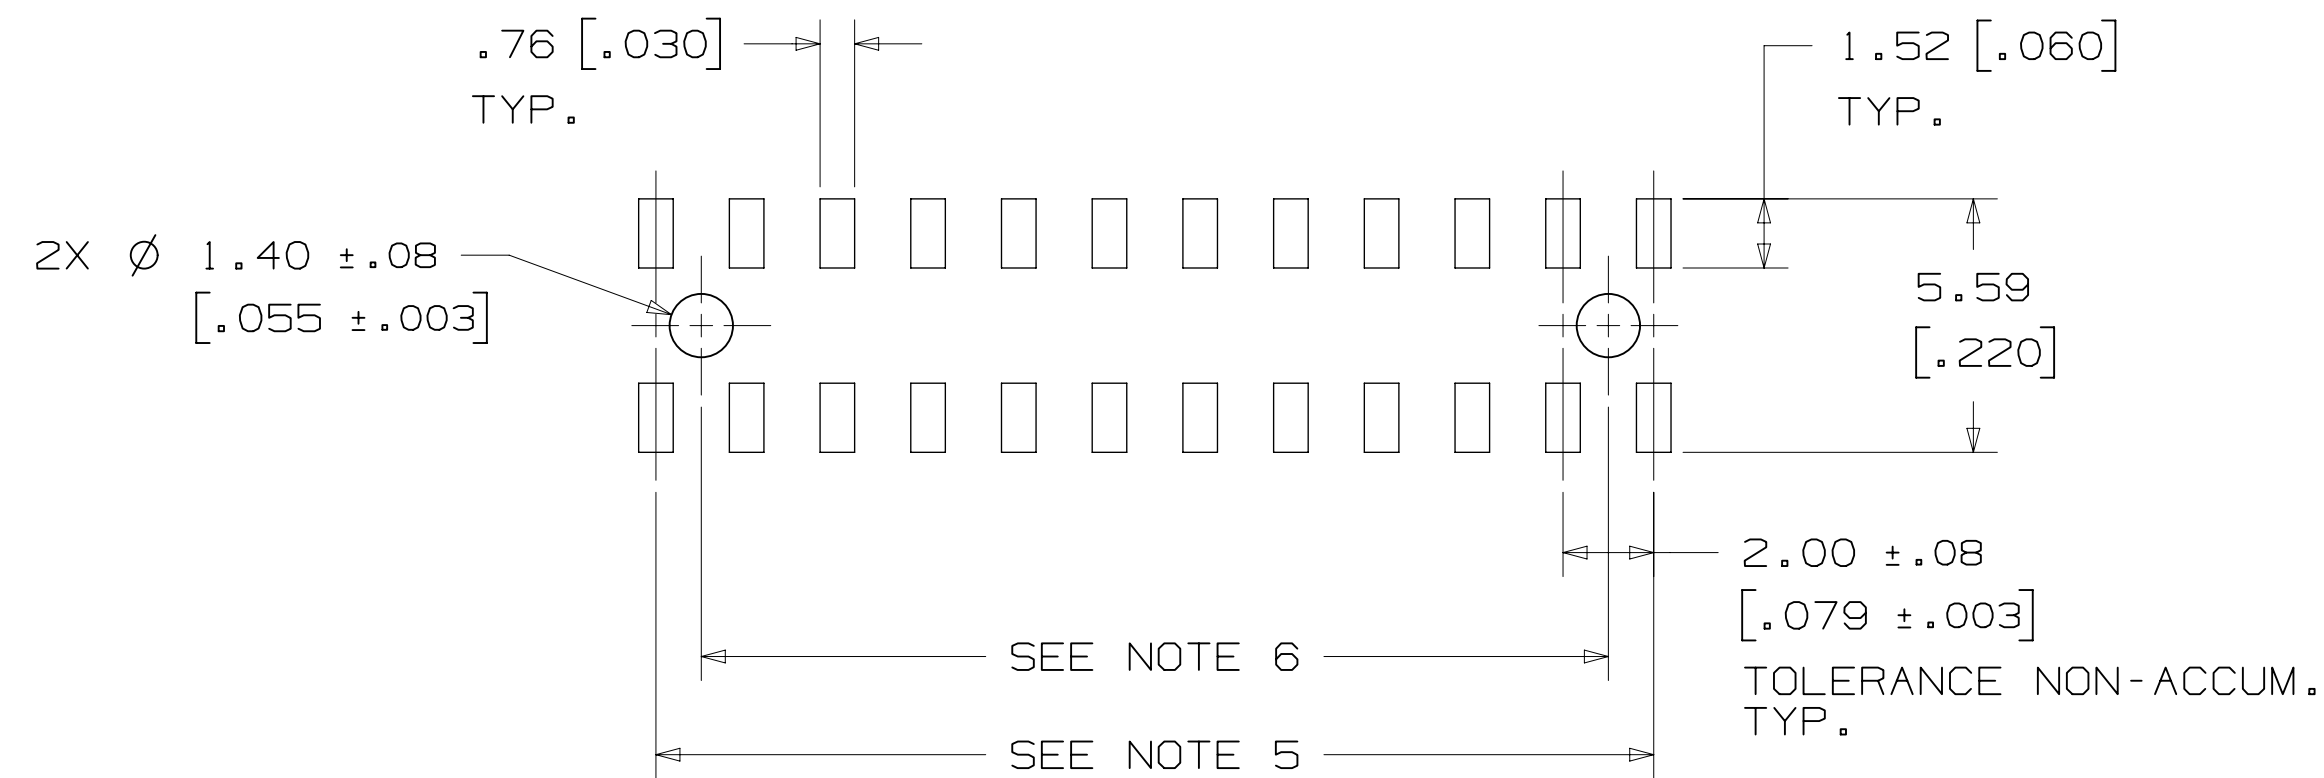 .76 [.030]
TYP.
1.52 [.060]
TYP.
2X Ø 1.40 ±.08
[.055 ±.003]
5.59
[.220]
2.00 ±.08
[.079 ±.003]
TOLERANCE NON-ACCUM.
TYP.
SEE NOTE 6
SEE NOTE 5